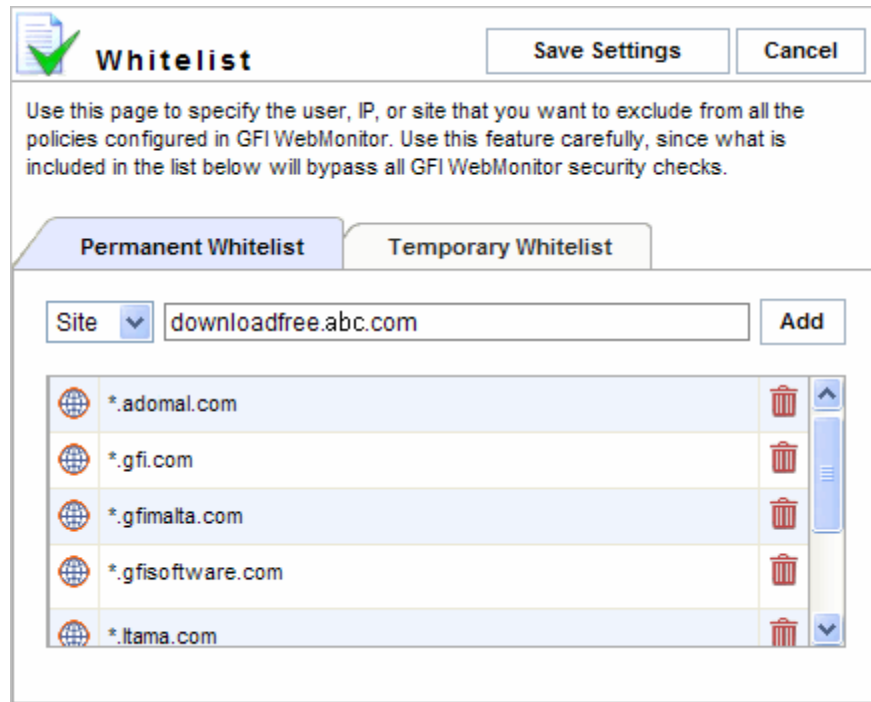 Whitelist
Save Settings
Cancel
Use this page to specify the user, IP, or site that you want to exclude from all the
policies configured in GFI WebMonitor. Use this feature carefully, since what is
included in the list below will bypass all GFI WebMonitor security checks.
Permanent Whitelist
Temporary Whitelist
Site
downloadfree.abc.com
Add
*.adomal.com
*.gfi.com
*.gfimalta.com
*.gfisoftware.com
*.ltama.com